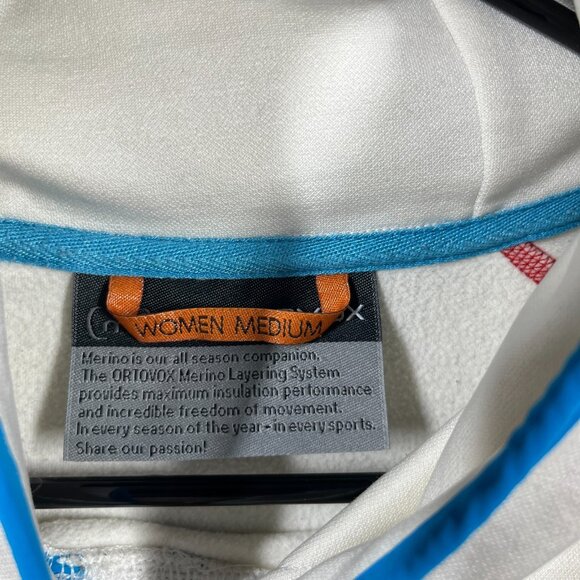 WOMEN MEDIUM
Merino is our all season companion.
The ORTOVOX Merino Layering System
provides maximum insulation performance
and incredible freedom of movement.
In every season of the year - in every sports.
Share our passion!